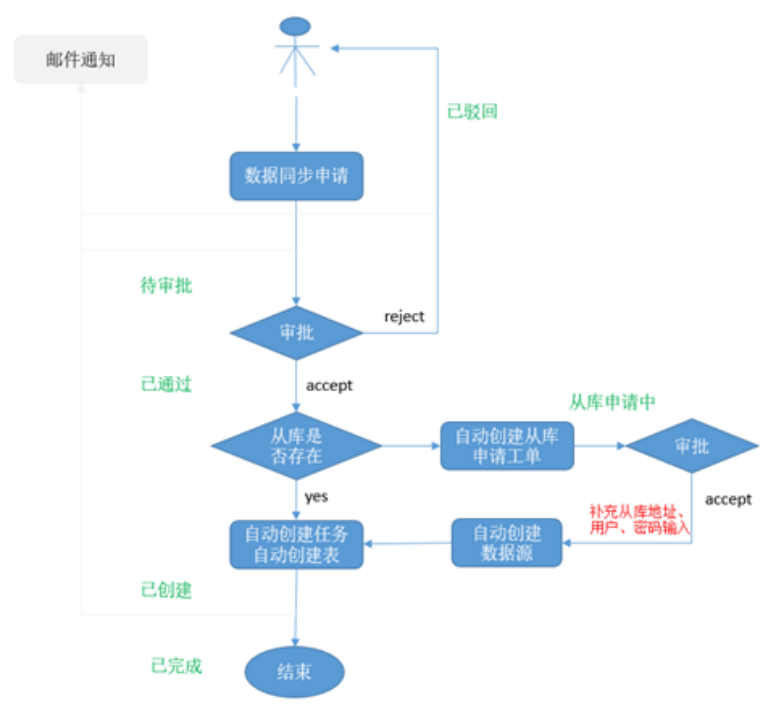 邮件通知
已驳回
数据同步申请
待审批
reject
审批
已通过
accept
从库申请中
从库是
否存在
自动创建从库
申请工单
审批
yes
accept
补充从库地址、
用户、密码输入
自动创建任务
自动创建表
自动创建
数据源
已创建
已完成
结束